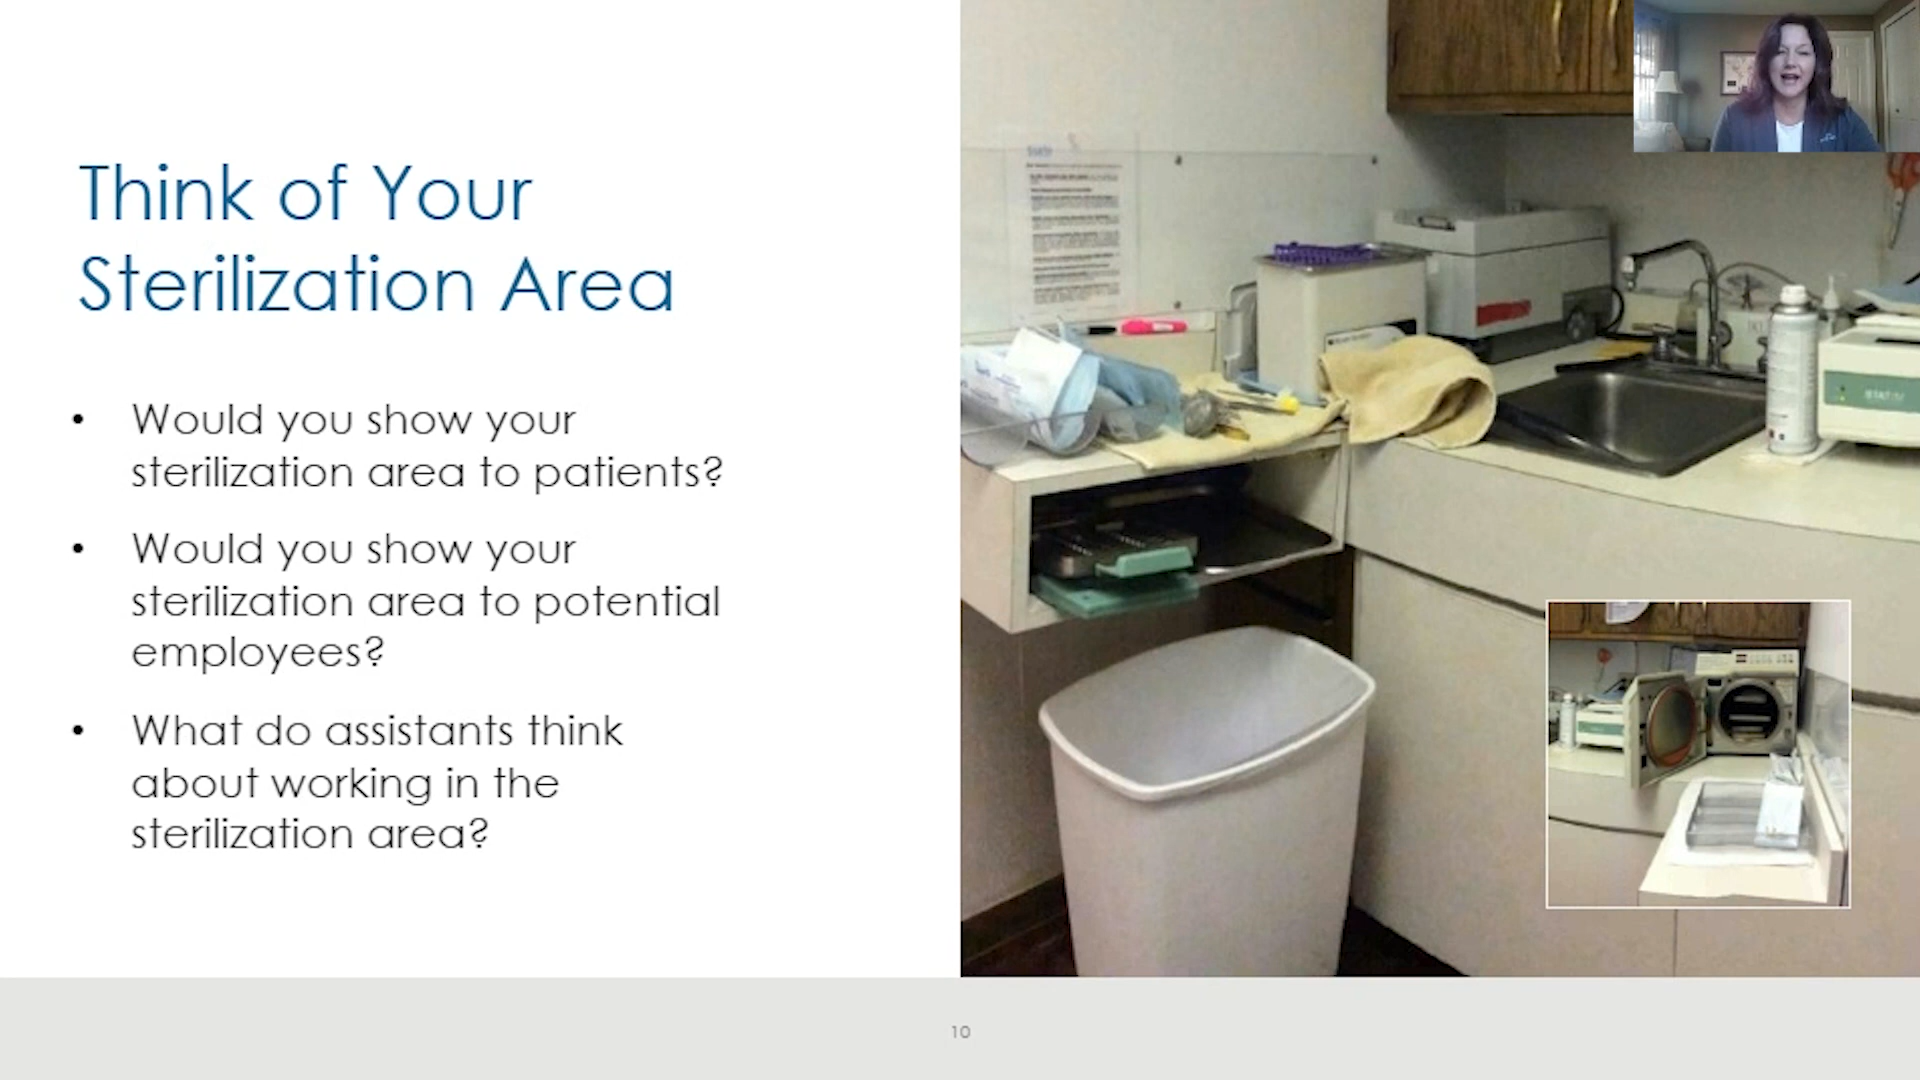 Think of Your
Sterilization Area
• Would you show your
sterilization area to patients?
• Would you show your
sterilization area to potential
employees?
• What do assistants think
about working in the
sterilization area?
10